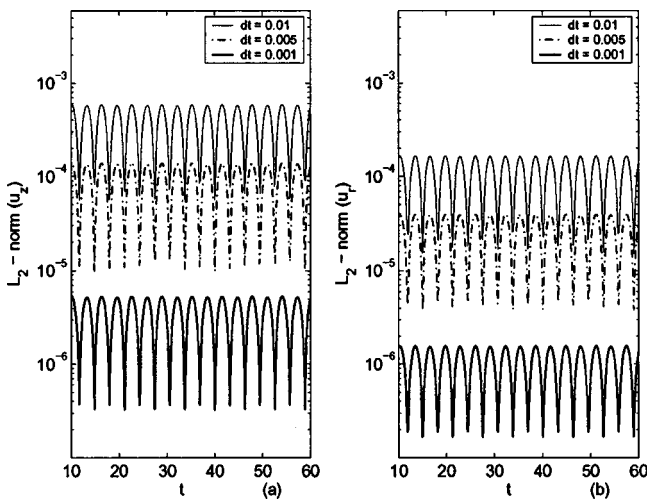 dt = 0.01
dt = 0.005
dt = 0.001
10⁻³
10⁻⁴
10⁻⁵
10⁻⁶
L₂ – norm (u_z)
10 20 30 40 50 60
t (a)
dt = 0.01
dt = 0.005
dt = 0.001
10⁻³
10⁻⁴
10⁻⁵
10⁻⁶
L₂ – norm (u_r)
10 20 30 40 50 60
t (b)